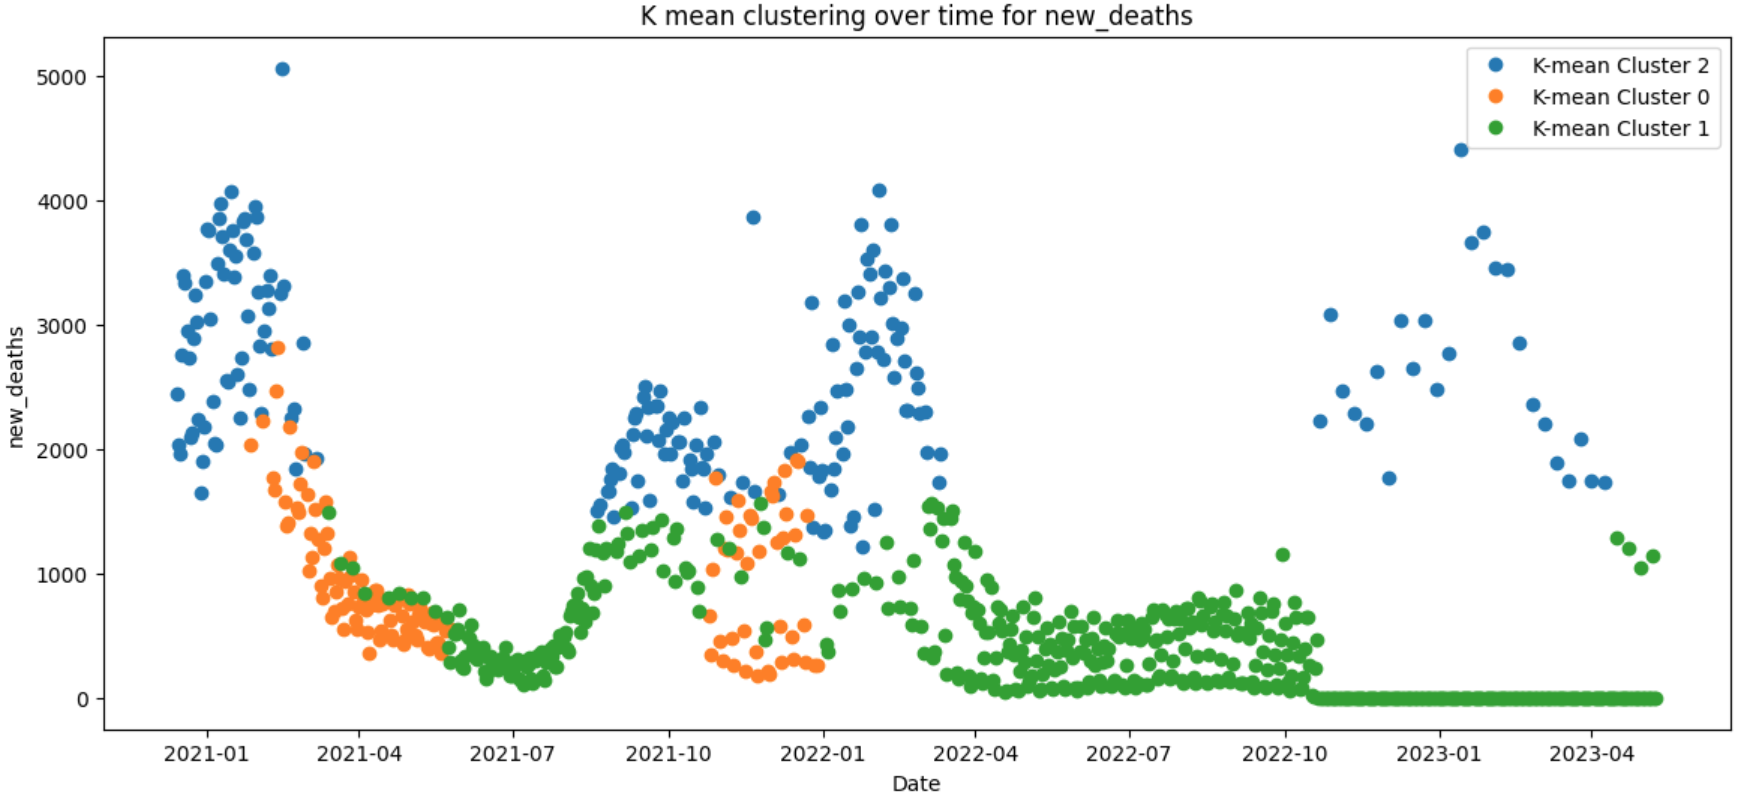 K mean clustering over time for new_deaths
K-mean Cluster 2
K-mean Cluster 0
K-mean Cluster 1
new_deaths
5000
4000
3000
2000
1000
0
2021-01 2021-04 2021-07 2021-10 2022-01 2022-04 2022-07 2022-10 2023-01 2023-04
Date